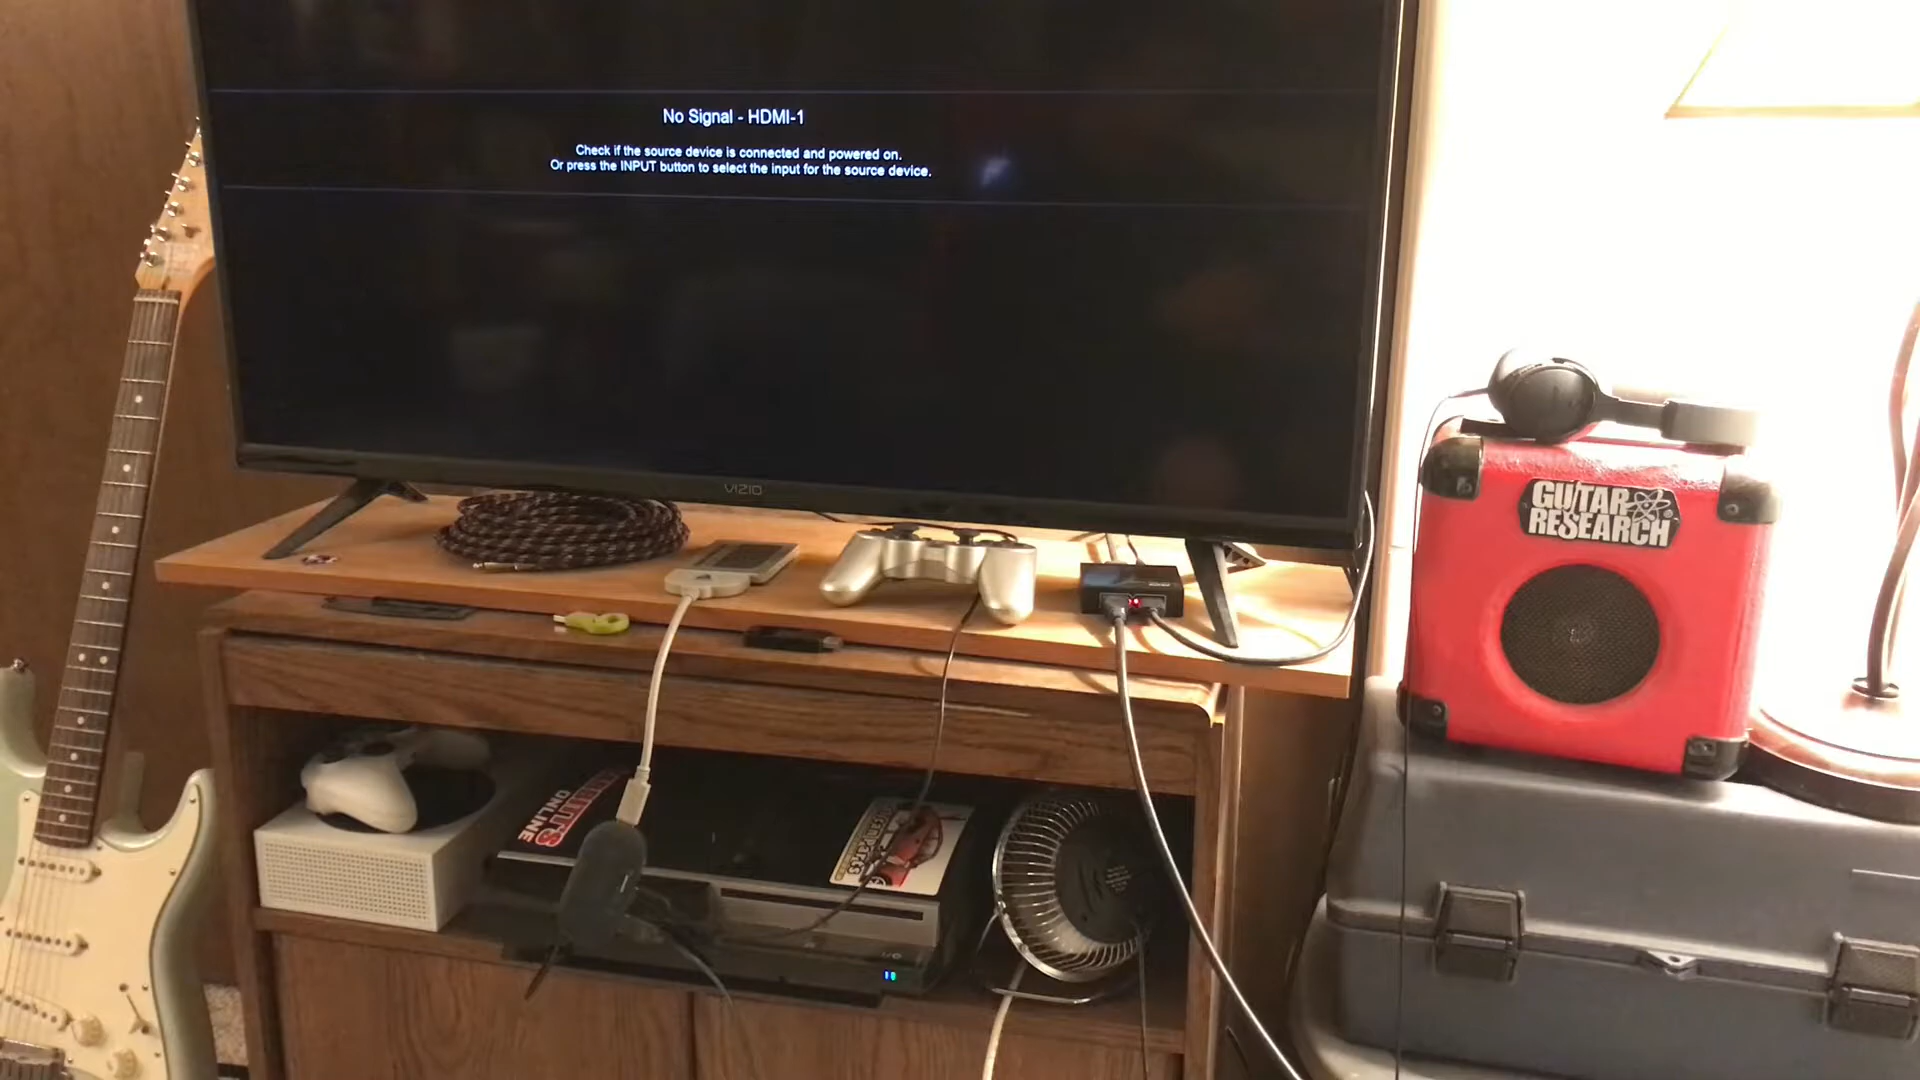 No Signal - HDMI-1
Check if the source device is connected and powered on.
Or press the INPUT button to select the input for the source device.
VIZIO
GUITAR
RESEARCH
ONLINE